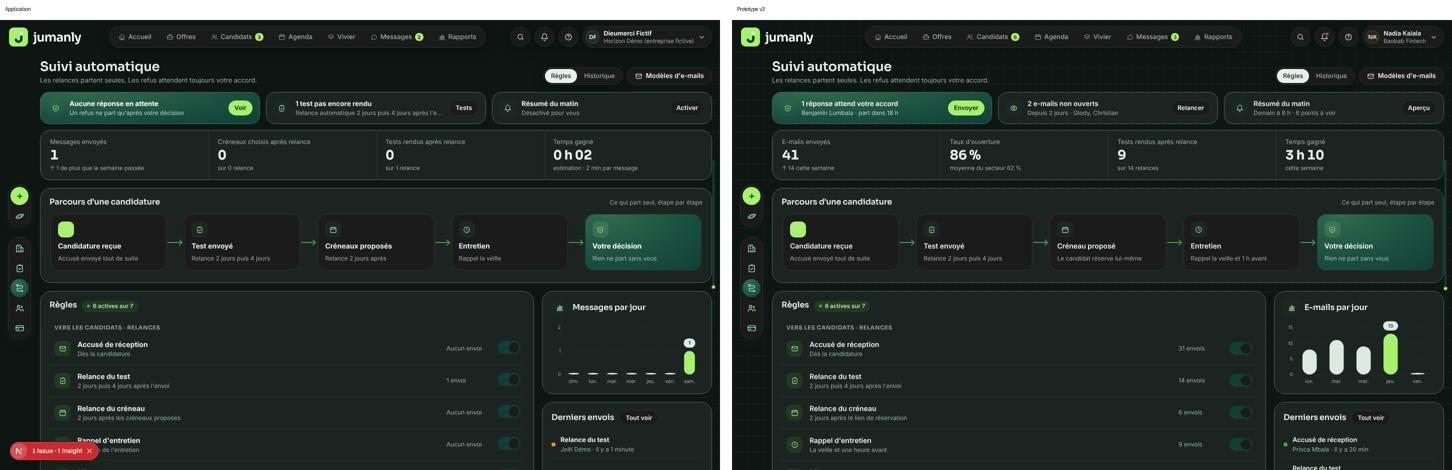 Application
jumanly
Accueil
Offres
Candidats 3
Agenda
Vivier
Messages 2
Rapports
DF
Dieumerci Fictif
Horizon Démo (entreprise fictive)
Suivi automatique
Les relances partent seules. Les refus attendent toujours votre accord.
Règles
Historique
Modèles d'e-mails
Aucune réponse en attente
Un refus ne part qu'après votre décision
Voir
1 test pas encore rendu
Relance automatique 2 jours puis 4 jours après l'e...
Tests
Résumé du matin
Désactivé pour vous
Activer
Messages envoyés
1
↑ 1 de plus que la semaine passée
Créneaux choisis après relance
0
sur 0 relance
Tests rendus après relance
0
sur 1 relance
Temps gagné
0 h 02
estimation : 2 min par message
Parcours d'une candidature
Ce qui part seul, étape par étape
Candidature reçue
Accusé envoyé tout de suite
Test envoyé
Relance 2 jours puis 4 jours
Créneaux proposés
Relance 2 jours après
Entretien
Rappel la veille
Votre décision
Rien ne part sans vous
Règles
6 actives sur 7
VERS LES CANDIDATS · RELANCES
Accusé de réception
Dès la candidature
Aucun envoi
Relance du test
2 jours puis 4 jours après l'envoi
1 envoi
Relance du créneau
2 jours après les créneaux proposés
Aucun envoi
Rappel d'entretien
de l'entretien
Aucun envoi
N
1 Issue · 1 Insight
Messages par jour
2
1
0
1
dim.
lun.
mar.
mer.
jeu.
ven.
sam.
Derniers envois
Tout voir
Relance du test
Joël Démo · il y a 1 minute
Prototype v3
jumanly
Accueil
Offres
Candidats 6
Agenda
Vivier
Messages 3
Rapports
NK
Nadia Kalala
Baobab Fintech
Suivi automatique
Les relances partent seules. Les refus attendent toujours votre accord.
Règles
Historique
Modèles d'e-mails
1 réponse attend votre accord
Benjamin Lumbala · part dans 18 h
Envoyer
2 e-mails non ouverts
Depuis 2 jours · Glody, Christian
Relancer
Résumé du matin
Demain à 8 h · 6 points à voir
Aperçu
E-mails envoyés
41
↑ 14 cette semaine
Taux d'ouverture
86 %
moyenne du secteur 62 %
Tests rendus après relance
9
sur 14 relances
Temps gagné
3 h 10
cette semaine
Parcours d'une candidature
Ce qui part seul, étape par étape
Candidature reçue
Accusé envoyé tout de suite
Test envoyé
Relance 2 jours puis 4 jours
Créneau proposé
Le candidat réserve lui-même
Entretien
Rappel la veille et 1 h avant
Votre décision
Rien ne part sans vous
Règles
6 actives sur 7
VERS LES CANDIDATS · RELANCES
Accusé de réception
Dès la candidature
31 envois
Relance du test
2 jours puis 4 jours après l'envoi
14 envois
Relance du créneau
2 jours après le lien de réservation
6 envois
Rappel d'entretien
La veille et une heure avant
9 envois
E-mails par jour
15
10
5
0
13
lun.
mar.
mer.
jeu.
ven.
Derniers envois
Tout voir
Accusé de réception
Prisca Mbala · il y a 20 min
Relance du test